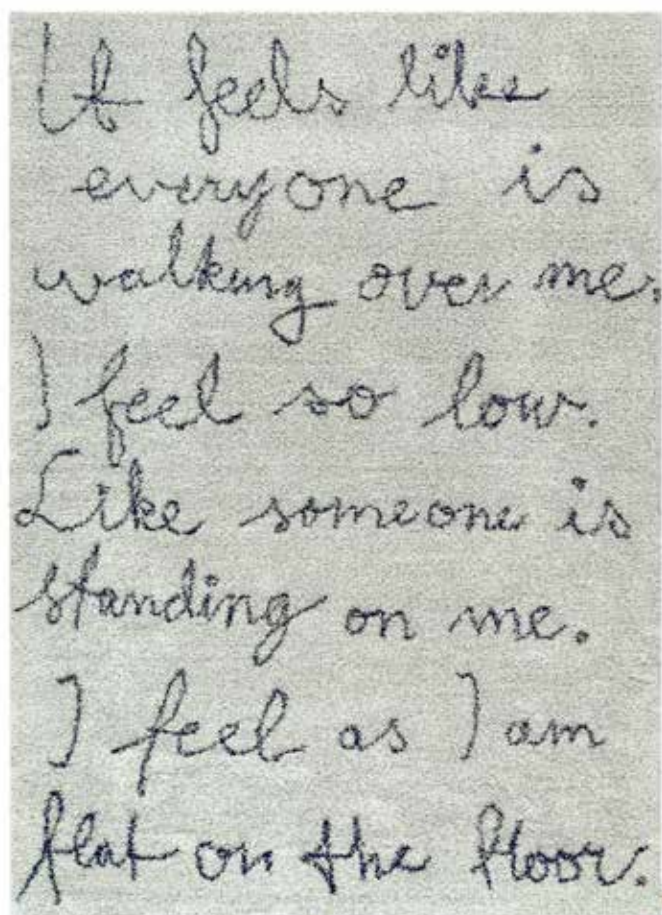 It feels like
everyone is
walking over me.
I feel so low.
Like someone is
standing on me.
I feel as I am
flat on the floor.